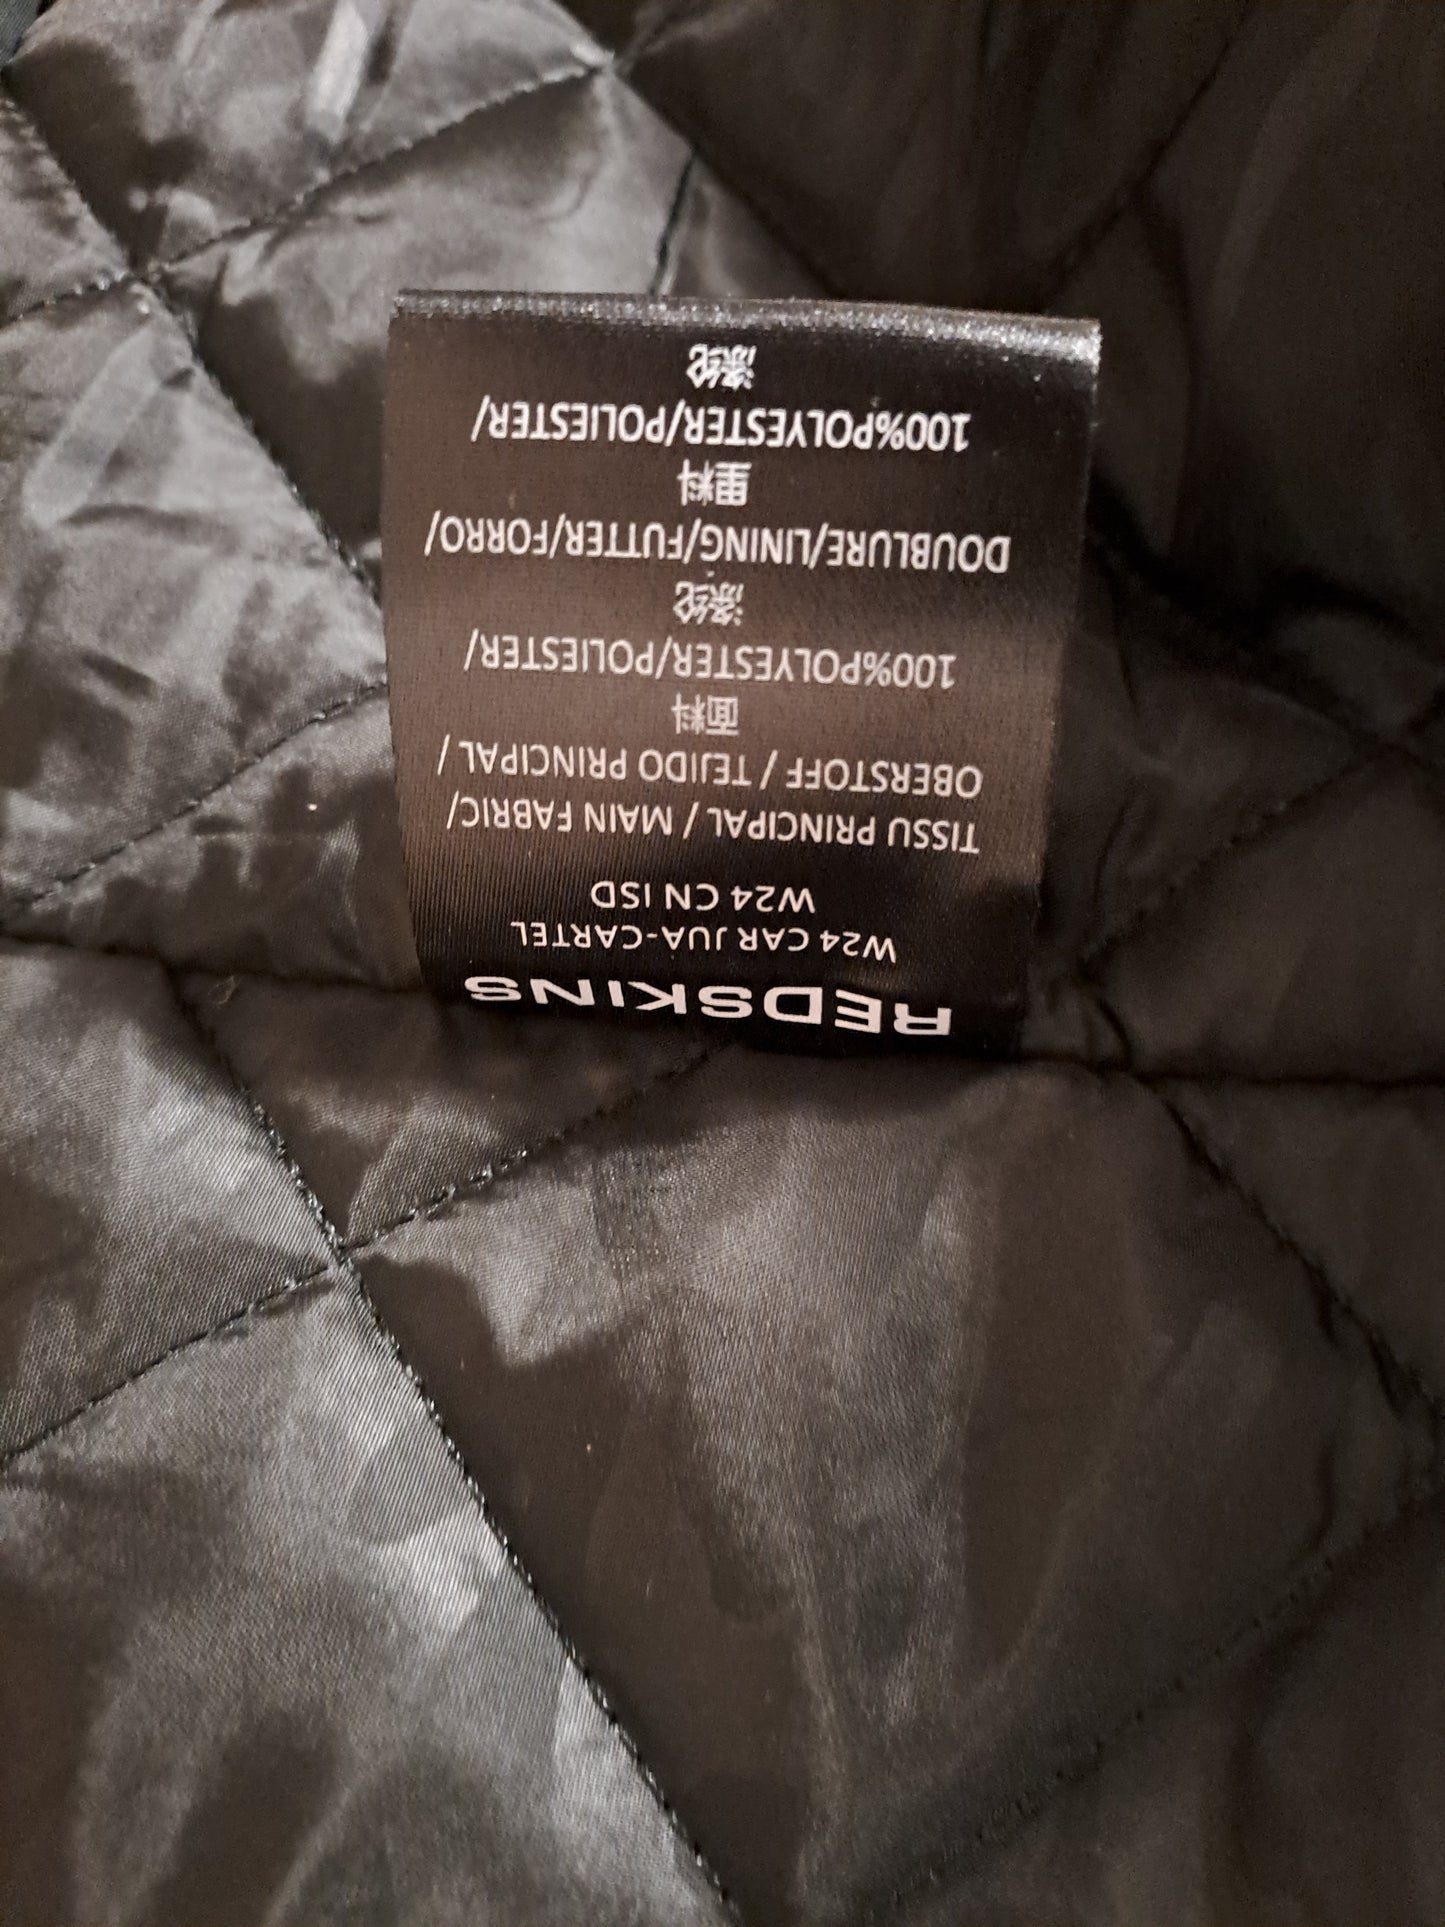 REDSKINS
W24 CAR JUA-CARTEL
W24 CN ISD
TISSU PRINCIPAL / MAIN FABRIC/
OBERSTOFF / TEJIDO PRINCIPAL /
面料
100%POLYESTER/POLIESTER/
涤纶
DOUBLURE/LINING/FUTTER/FORRO/
里料
100%POLYESTER/POLIESTER/
涤纶